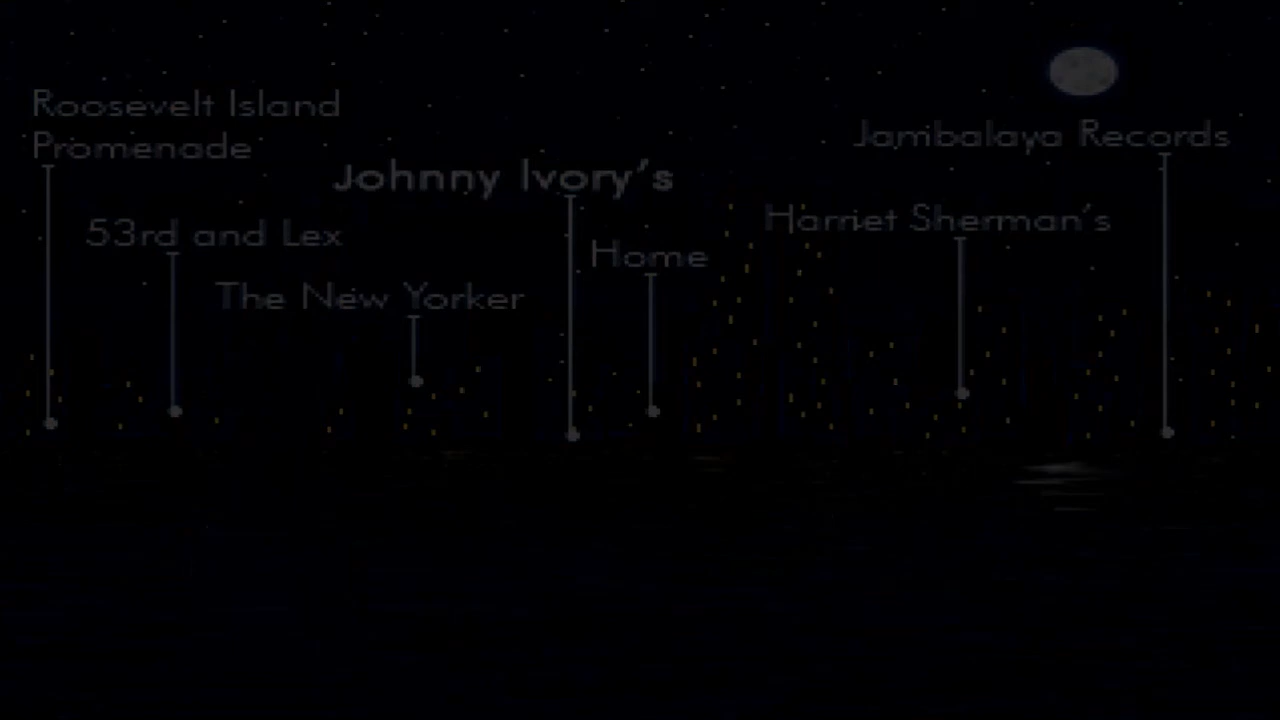 Roosevelt Island
Promenade
Jambalaya Records
Johnny Ivory's
Harriet Sherman's
53rd and Lex
Home
The New Yorker